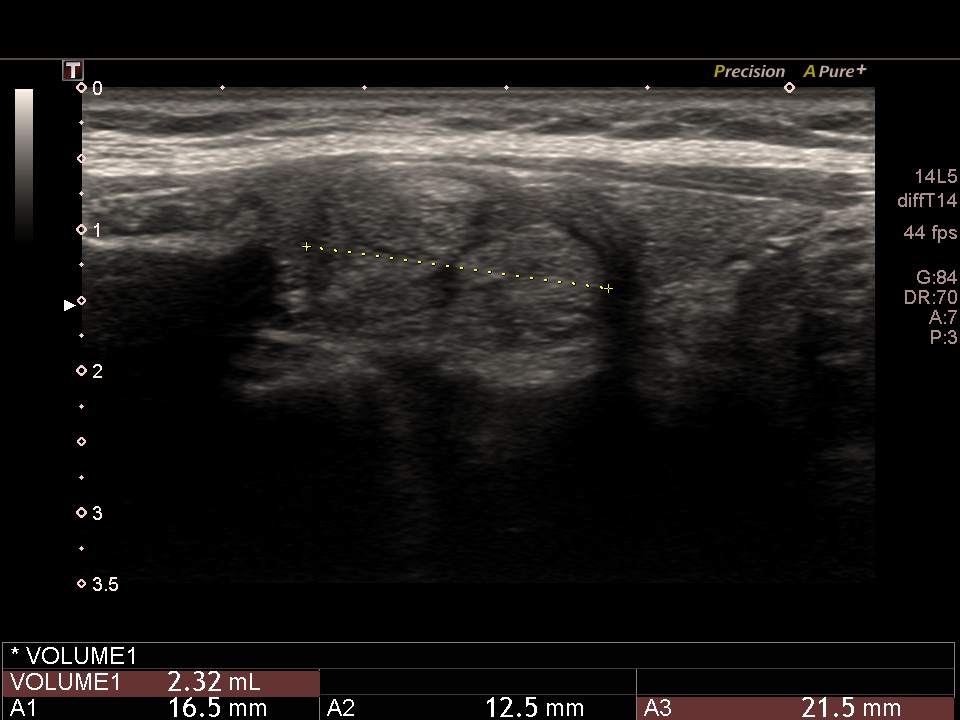 T
Precision A Pure+
0
1
2
3
3.5
14L5
diffT14
44 fps
G:84
DR:70
A:7
P:3
* VOLUME1
VOLUME1 2.32 mL
A1 16.5 mm A2 12.5 mm A3 21.5 mm